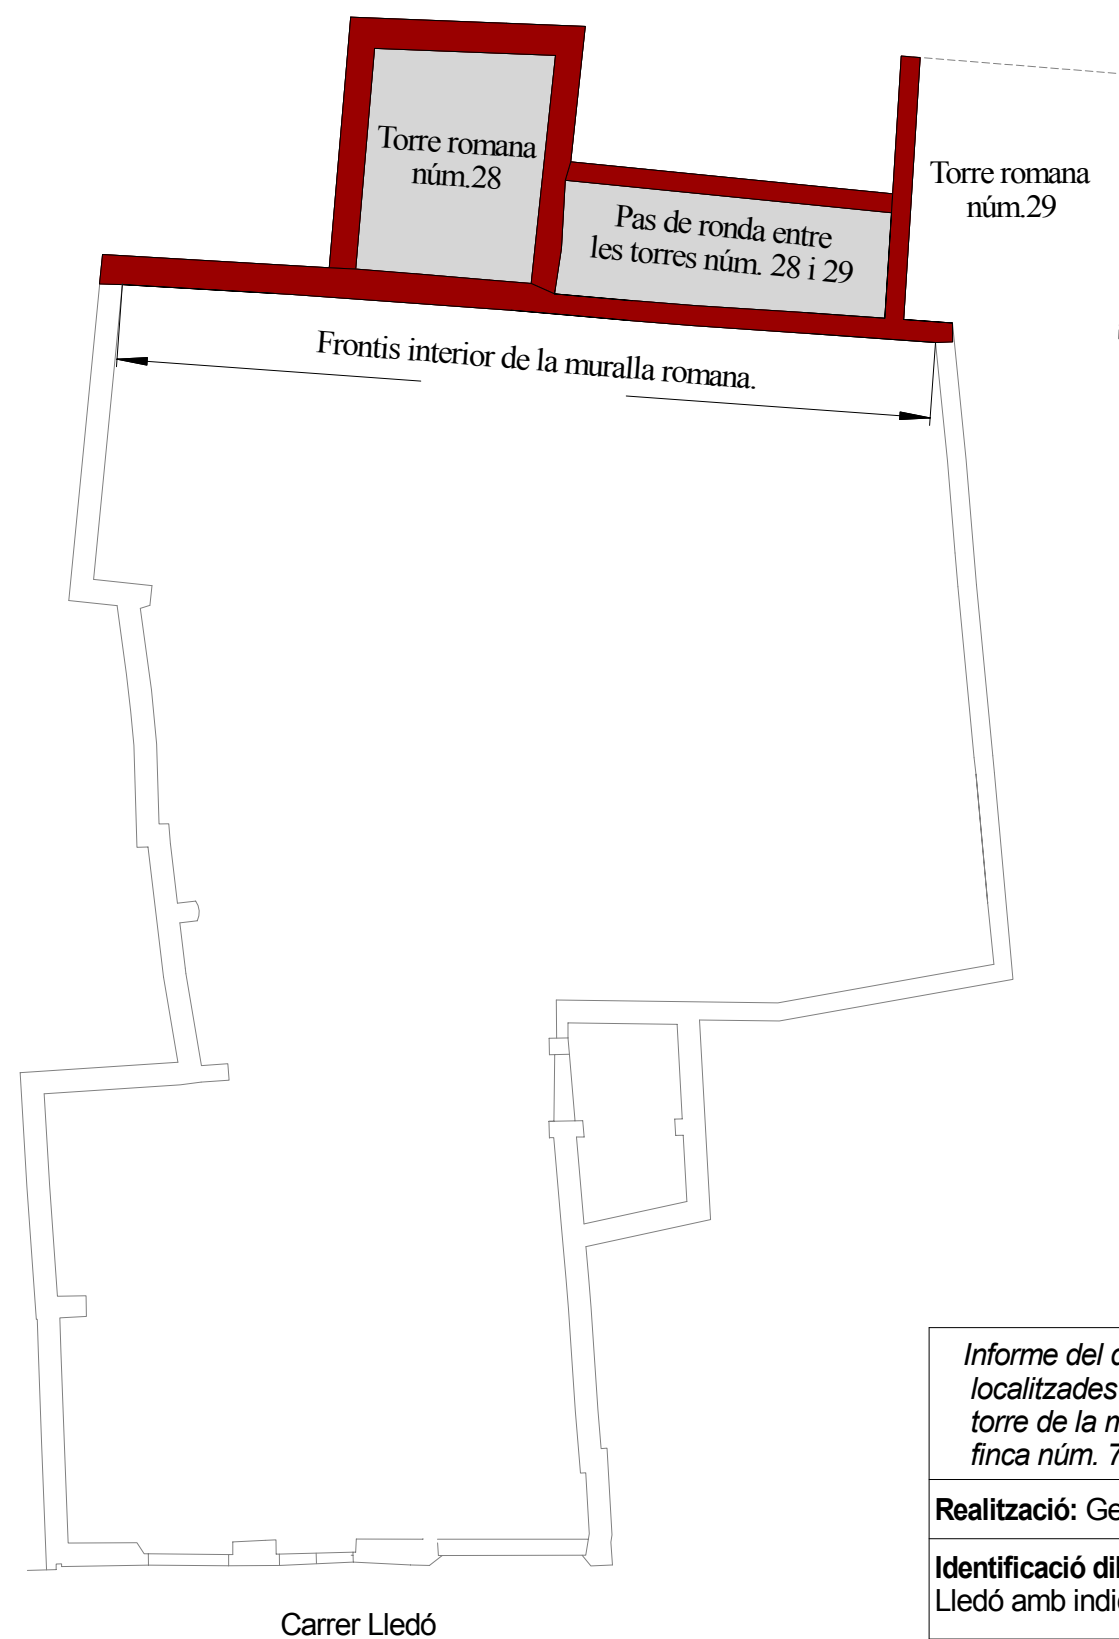 Torre romana
núm.28
Torre romana
núm.29
Pas de ronda entre
les torres núm. 28 i 29
Frontis interior de la muralla romana.
Informe del
localitzades
torre de la
finca núm. 7
Realització:
Identificació
Lledó amb
Carrer Lledó